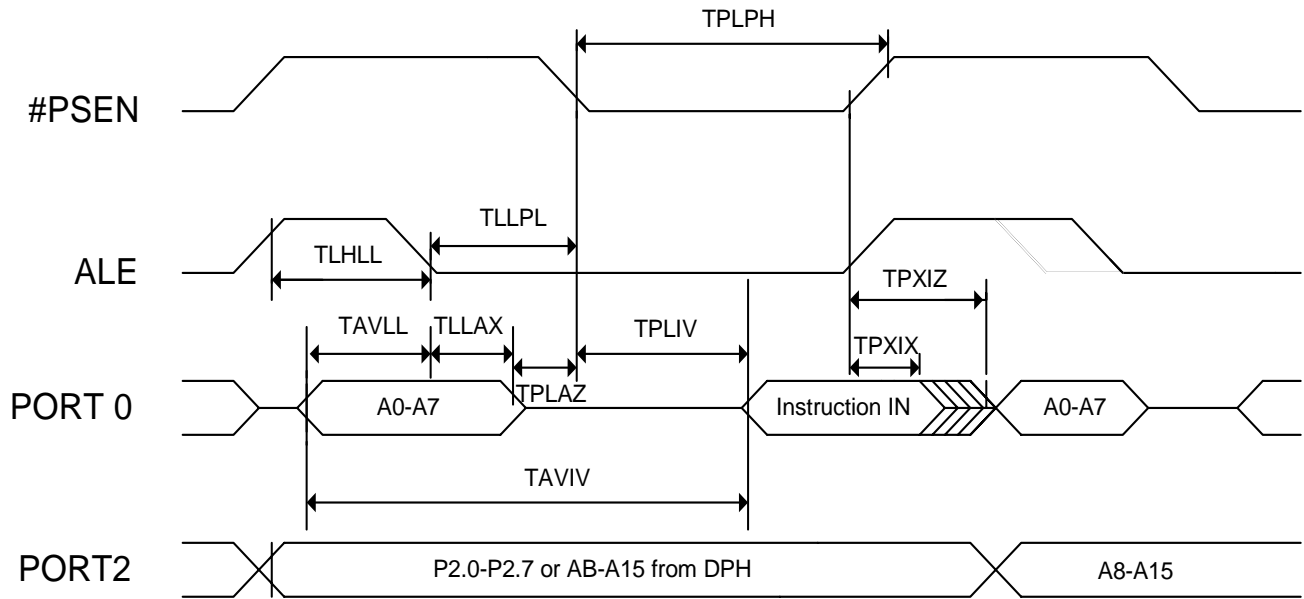 TPLPH
#PSEN
TLLPL
ALE
TLHLL
TPXIZ
TAVLL
TLLAX
TPLIV
TPXIX
TPLAZ
PORT 0
A0-A7
Instruction IN
A0-A7
TAVIV
PORT2
P2.0-P2.7 or AB-A15 from DPH
A8-A15